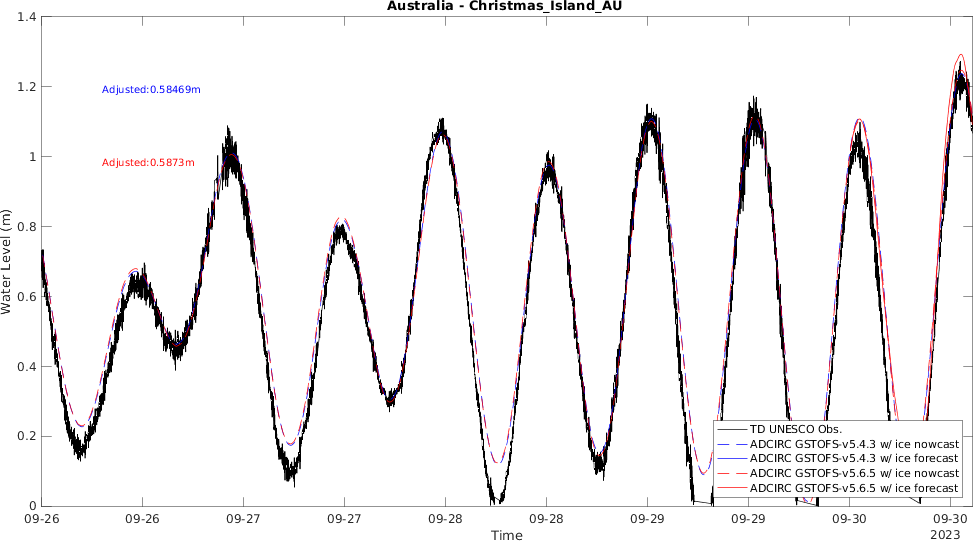 Australia - Christmas_Island_AU
1.4
1.2
1
0.8
0.6
0.4
0.2
0
Water Level (m)
Adjusted:0.58469m
Adjusted:0.5873m
TD UNESCO Obs.
ADCIRC GSTOFS-v5.4.3 w/ ice nowcast
ADCIRC GSTOFS-v5.4.3 w/ ice forecast
ADCIRC GSTOFS-v5.6.5 w/ ice nowcast
ADCIRC GSTOFS-v5.6.5 w/ ice forecast
09-26 09-26 09-27 09-27 09-28 09-28 09-29 09-29 09-30 09-30
2023
Time